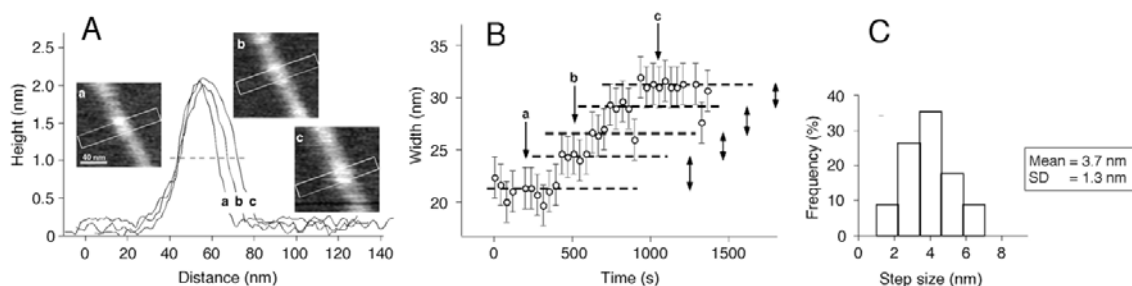 A
Height (nm)
2.5
2.0
1.5
1.0
0
a
40 nm
b
c
a b c
0 20 40 60 80 100 120 140
Distance (nm)
B
Width (nm)
35
30
25
20
a
b
c
0 500 1000 1500
Time (s)
C
Frequency (%)
40
30
20
10
0
0 2 4 6 8
Step size (nm)
Mean = 3.7 nm
SD = 1.3 nm